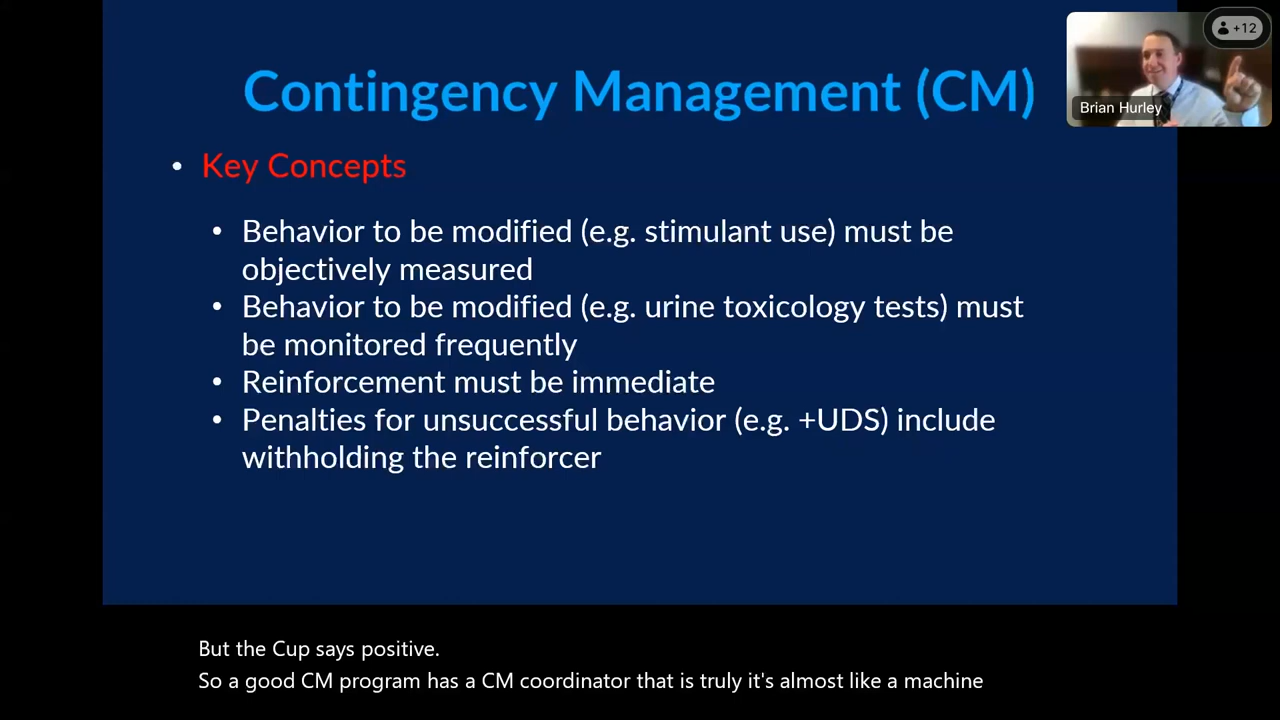 Contingency Management (CM)
+12
Brian Hurley
• Key Concepts
• Behavior to be modified (e.g. stimulant use) must be
objectively measured
• Behavior to be modified (e.g. urine toxicology tests) must
be monitored frequently
• Reinforcement must be immediate
• Penalties for unsuccessful behavior (e.g. +UDS) include
withholding the reinforcer
But the Cup says positive.
So a good CM program has a CM coordinator that is truly it's almost like a machine